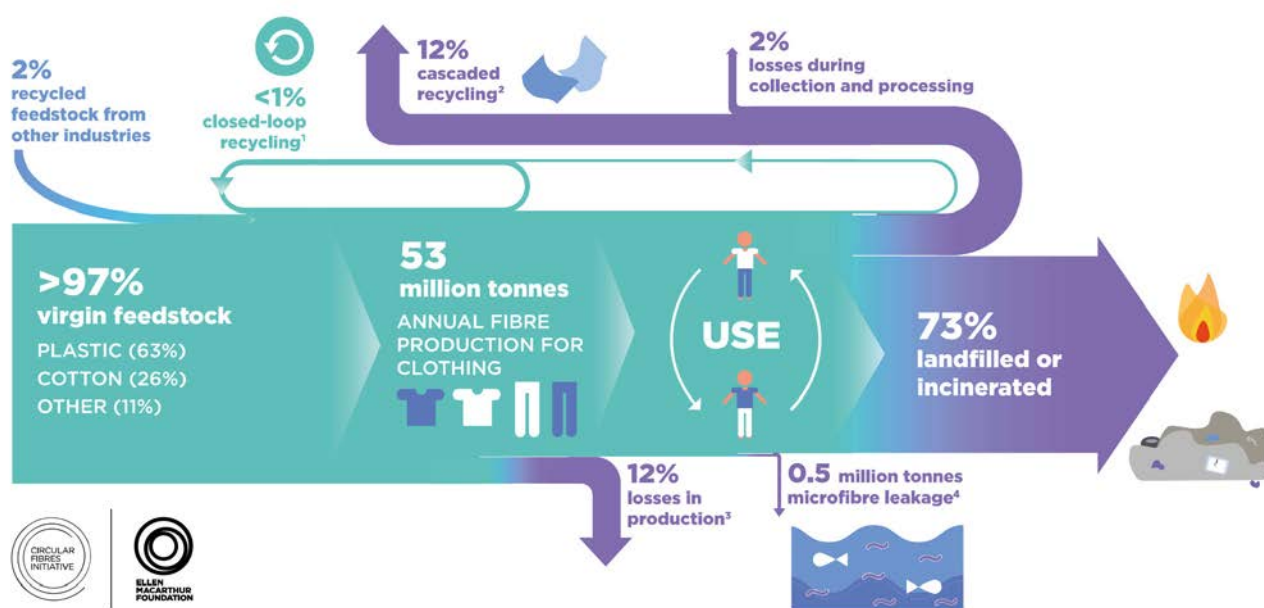 2%
recycled
feedstock from
other industries
<1%
closed-loop
recycling¹
12%
cascaded
recycling²
2%
losses during
collection and processing
>97%
virgin feedstock
PLASTIC (63%)
COTTON (26%)
OTHER (11%)
53
million tonnes
ANNUAL FIBRE
PRODUCTION FOR
CLOTHING
USE
73%
landfilled or
incinerated
12%
losses in
production³
0.5 million tonnes
microfibre leakage⁴
CIRCULAR
FIBRES
INITIATIVE
ELLEN
MACARTHUR
FOUNDATION